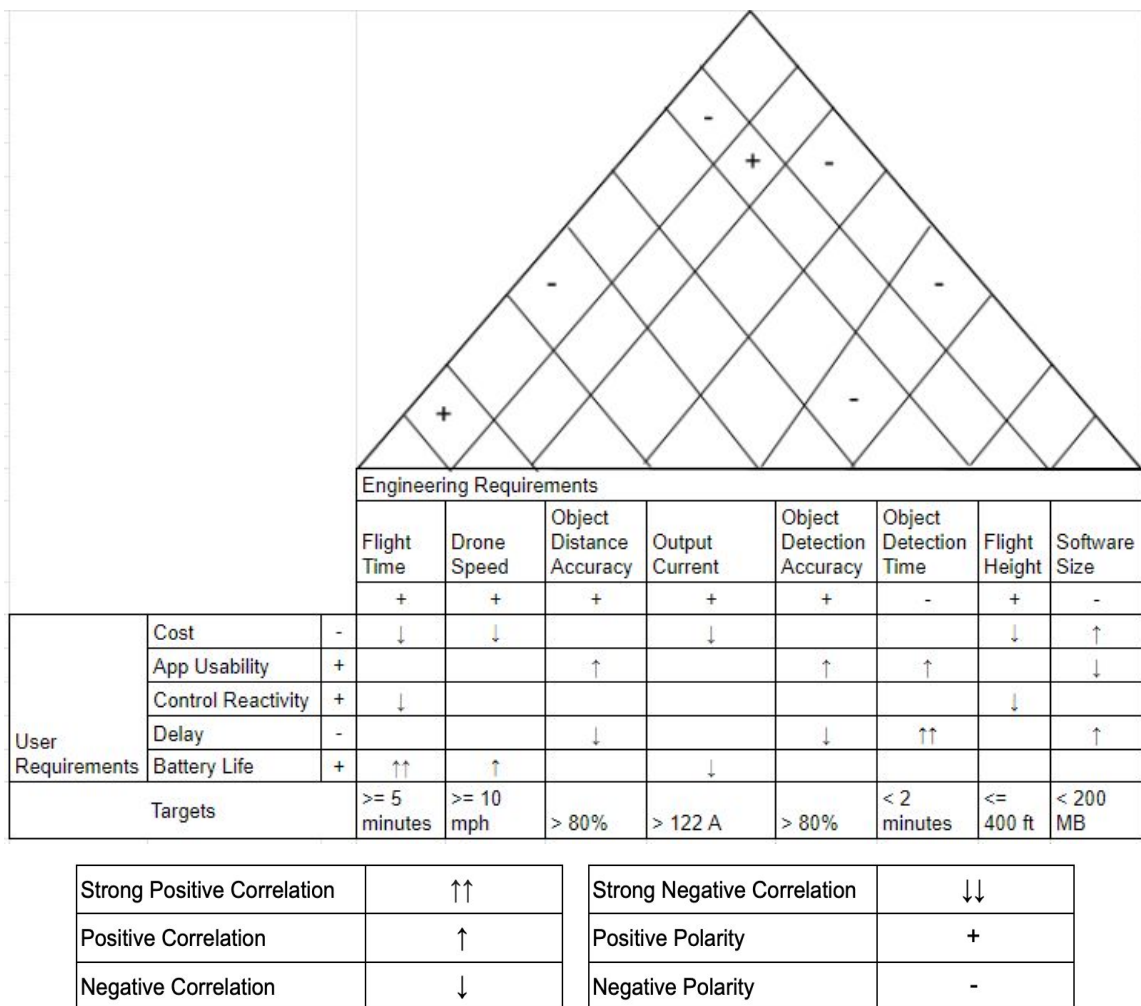 -
+ -
- -
+ -
Engineering Requirements
Flight Time Drone Speed Object Distance Accuracy Output Current Object Detection Accuracy Object Detection Time Flight Height Software Size
+ + + + + - + -
Cost - ↓ ↓ ↓ ↓ ↑
App Usability + ↑ ↑ ↑ ↓
Control Reactivity + ↓ ↓
Delay - ↓ ↓ ↑↑ ↑
User Requirements Battery Life + ↑↑ ↑ ↓
Targets >= 5 minutes >= 10 mph > 80% > 122 A > 80% < 2 minutes <= 400 ft < 200 MB
Strong Positive Correlation ↑↑ Strong Negative Correlation ↓↓
Positive Correlation ↑ Positive Polarity +
Negative Correlation ↓ Negative Polarity -